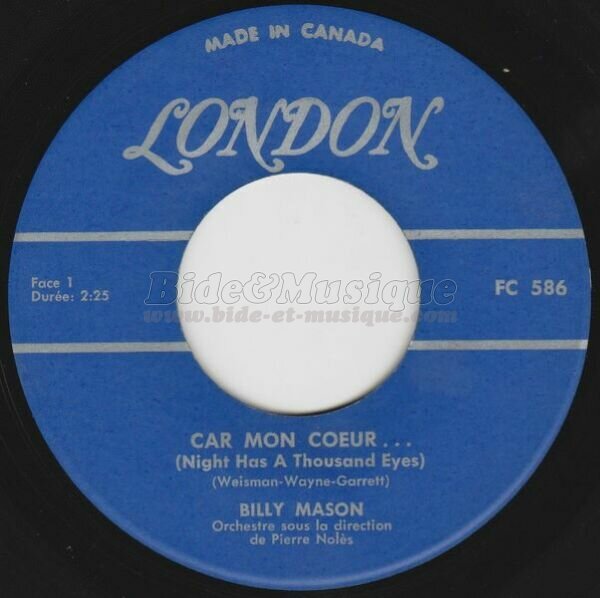 MADE IN CANADA
LONDON
Face 1
Durée: 2:25
FC 586
Bide&Musique
www.bide-et-musique.com
CAR MON COEUR...
(Night Has A Thousand Eyes)
(Weisman-Wayne-Garrett)
BILLY MASON
Orchestre sous la direction
de Pierre Nolès